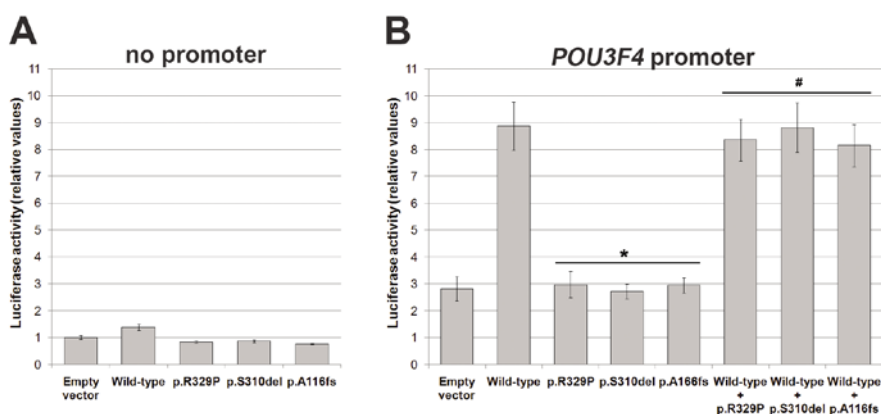 A
no promoter
Luciferase activity (relative values)
11
10
9
8
7
6
5
4
3
2
1
0
Empty vector
Wild-type
p.R329P
p.S310del
p.A116fs
B
POU3F4 promoter
Luciferase activity (relative values)
11
10
9
8
7
6
5
4
3
2
1
0
*
#
Empty vector
Wild-type
p.R329P
p.S310del
p.A166fs
Wild-type + p.R329P
Wild-type + p.S310del
Wild-type + p.A116fs